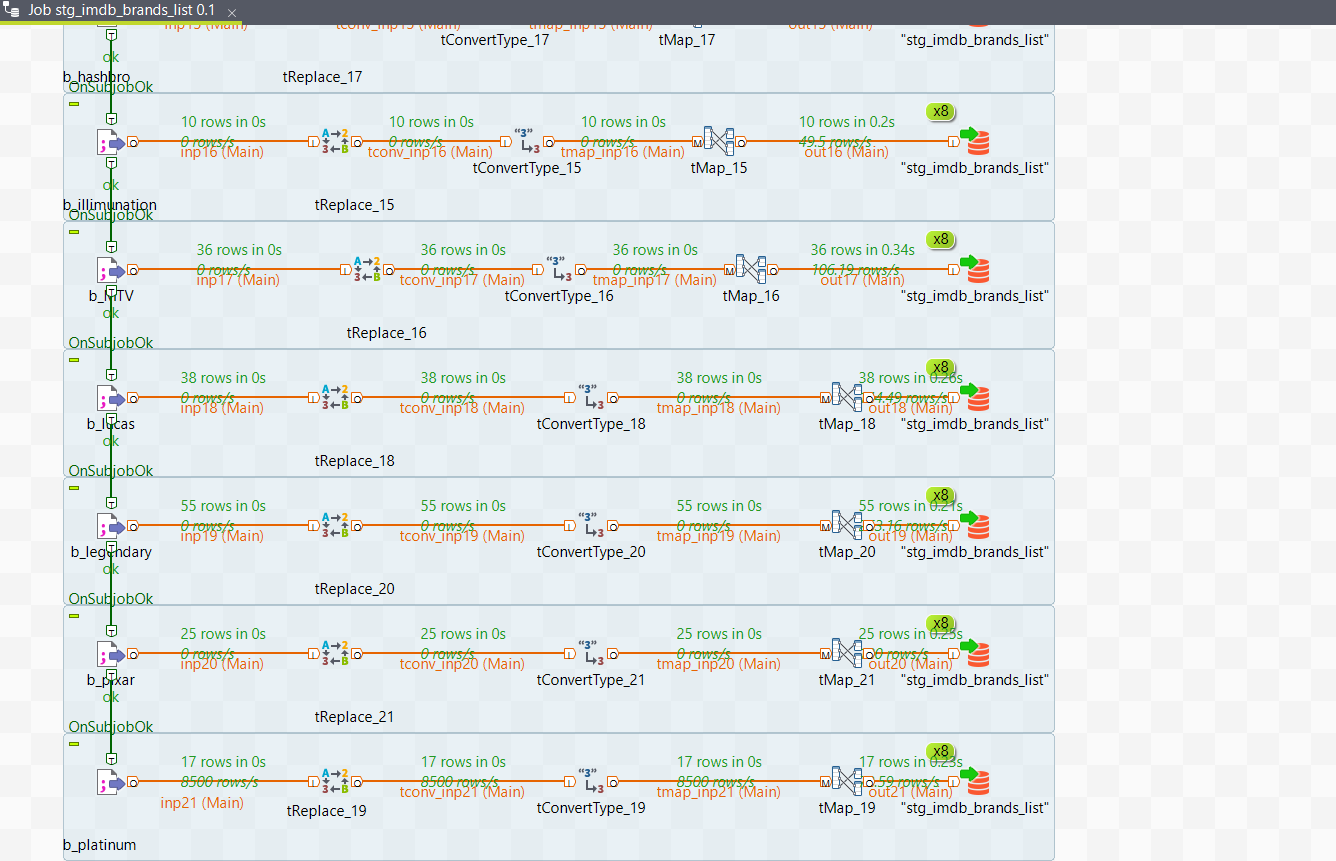 Job stg_imdb_brands_list 0.1
tConvertType_17 tMap_17 "stg_imdb_brands_list"
ok
b_hashbro tReplace_17
OnSubjobOk
x8
10 rows in 0s 10 rows in 0s 10 rows in 0s 10 rows in 0.2s
0 rows/s 0 rows/s 0 rows/s 49.5 rows/s
inp16 (Main) tconv_inp16 (Main) tmap_inp16 (Main) out16 (Main)
tConvertType_15 tMap_15 "stg_imdb_brands_list"
ok
b_illimunation tReplace_15
OnSubjobOk
x8
36 rows in 0s 36 rows in 0s 36 rows in 0s 36 rows in 0.34s
0 rows/s 0 rows/s 0 rows/s 106.19 rows/s
inp17 (Main) tconv_inp17 (Main) tmap_inp17 (Main) out17 (Main)
b_MTV tConvertType_16 tMap_16 "stg_imdb_brands_list"
ok
tReplace_16
OnSubjobOk
x8
38 rows in 0s 38 rows in 0s 38 rows in 0s 38 rows in 0.26s
0 rows/s 0 rows/s 0 rows/s
inp18 (Main) tconv_inp18 (Main) tmap_inp18 (Main) out18 (Main)
b_lucas tConvertType_18 tMap_18 "stg_imdb_brands_list"
ok
tReplace_18
OnSubjobOk
x8
55 rows in 0s 55 rows in 0s 55 rows in 0s 55 rows in 0.21s
0 rows/s 0 rows/s 0 rows/s
inp19 (Main) tconv_inp19 (Main) tmap_inp19 (Main) out19 (Main)
b_legendary tConvertType_20 tMap_20 "stg_imdb_brands_list"
ok
tReplace_20
OnSubjobOk
x8
25 rows in 0s 25 rows in 0s 25 rows in 0s 25 rows in 0.25s
0 rows/s 0 rows/s 0 rows/s
inp20 (Main) tconv_inp20 (Main) tmap_inp20 (Main) out20 (Main)
b_pixar tConvertType_21 tMap_21 "stg_imdb_brands_list"
ok
tReplace_21
OnSubjobOk
x8
17 rows in 0s 17 rows in 0s 17 rows in 0s 17 rows in 0.23s
8500 rows/s 8500 rows/s 8500 rows/s
inp21 (Main) tconv_inp21 (Main) tmap_inp21 (Main) out21 (Main)
tReplace_19 tConvertType_19 tMap_19 "stg_imdb_brands_list"
b_platinum